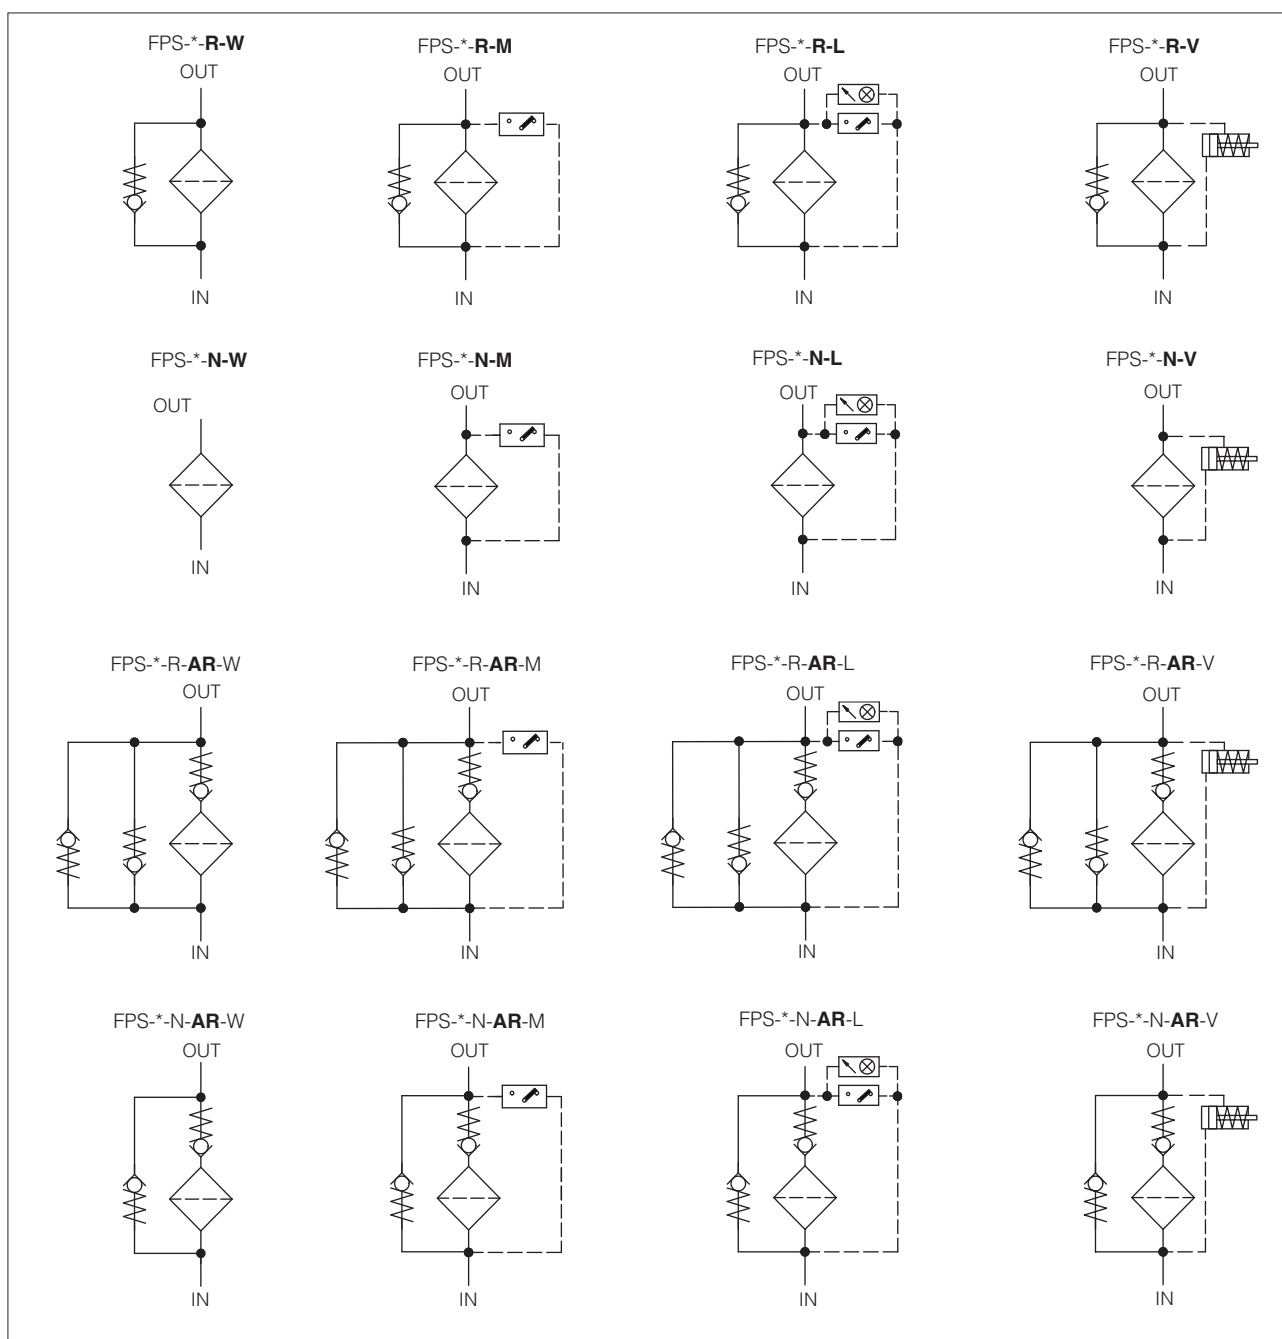 FPS-*-R-W
OUT
IN
FPS-*-R-M
OUT
IN
FPS-*-R-L
OUT
IN
FPS-*-R-V
OUT
IN
FPS-*-N-W
OUT
IN
FPS-*-N-M
OUT
IN
FPS-*-N-L
OUT
IN
FPS-*-N-V
OUT
IN
FPS-*-R-AR-W
OUT
IN
FPS-*-R-AR-M
OUT
IN
FPS-*-R-AR-L
OUT
IN
FPS-*-R-AR-V
OUT
IN
FPS-*-N-AR-W
OUT
IN
FPS-*-N-AR-M
OUT
IN
FPS-*-N-AR-L
OUT
IN
FPS-*-N-AR-V
OUT
IN